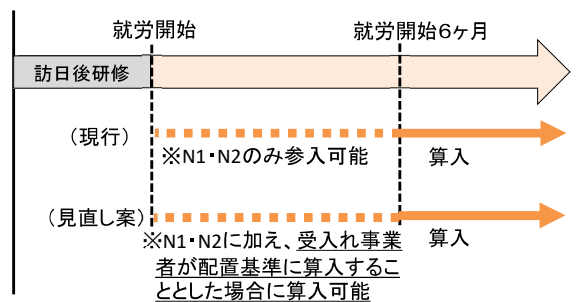 就労開始
就労開始6ヶ月
訪日後研修
(現行)
※N1・N2のみ参入可能
算入
(見直し案)
※N1・N2に加え、受入れ事業
者が配置基準に算入するこ
ととした場合に算入可能
算入